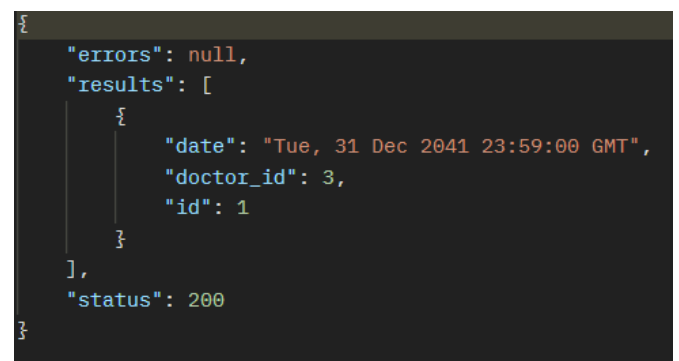 {
    "errors": null,
    "results": [
        {
            "date": "Tue, 31 Dec 2041 23:59:00 GMT",
            "doctor_id": 3,
            "id": 1
        }
    ],
    "status": 200
}